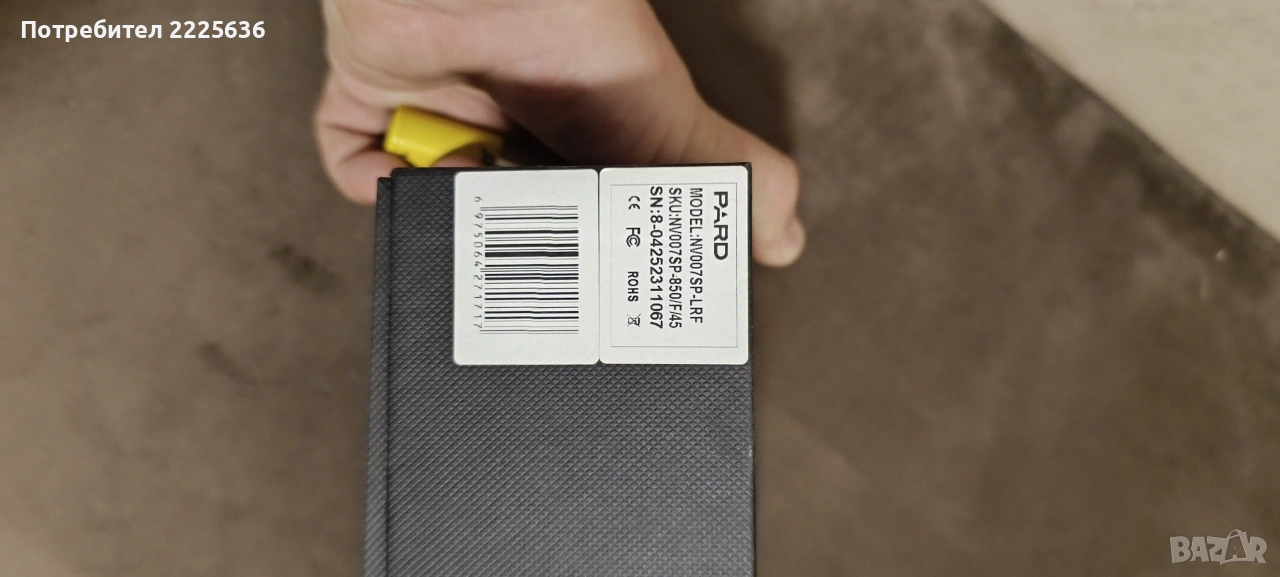 Потребител 2225636
PARD
MODEL:NV007SP-LRF
SKU:NV007SP-850/F/45
SN:8-04252311067
CE FC ROHS
6 975064 271717
BAZAR